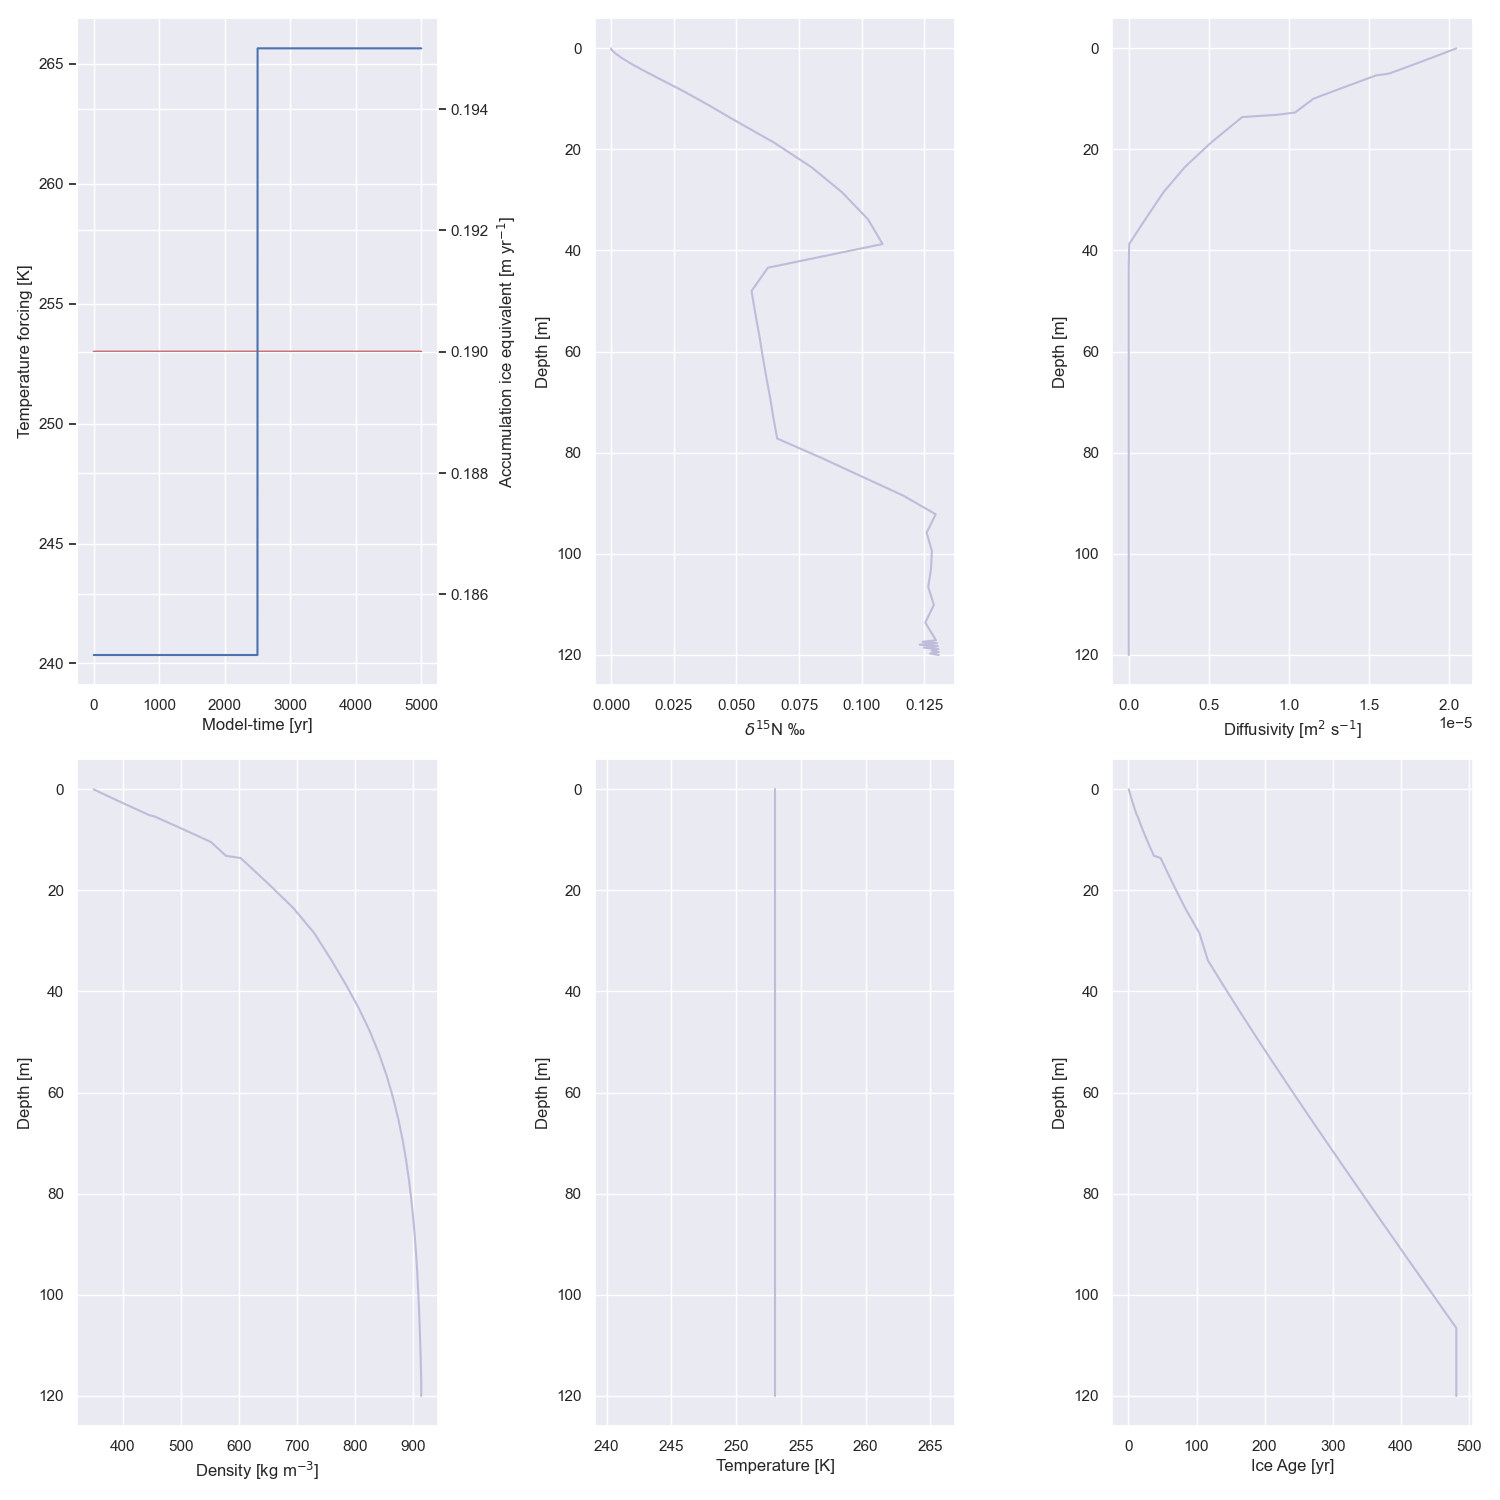 265
260
255
250
245
240
Temperature forcing [K]
0.194
0.192
0.190
0.188
0.186
Accumulation ice equivalent [m yr⁻¹]
0 1000 2000 3000 4000 5000
Model-time [yr]
0
20
40
60
80
100
120
Depth [m]
0.000 0.025 0.050 0.075 0.100 0.125
δ¹⁵N ‰
0
20
40
60
80
100
120
Depth [m]
0.0 0.5 1.0 1.5 2.0
1e−5
Diffusivity [m² s⁻¹]
0
20
40
60
80
100
120
Depth [m]
400 500 600 700 800 900
Density [kg m⁻³]
0
20
40
60
80
100
120
Depth [m]
240 245 250 255 260 265
Temperature [K]
0
20
40
60
80
100
120
Depth [m]
0 100 200 300 400 500
Ice Age [yr]